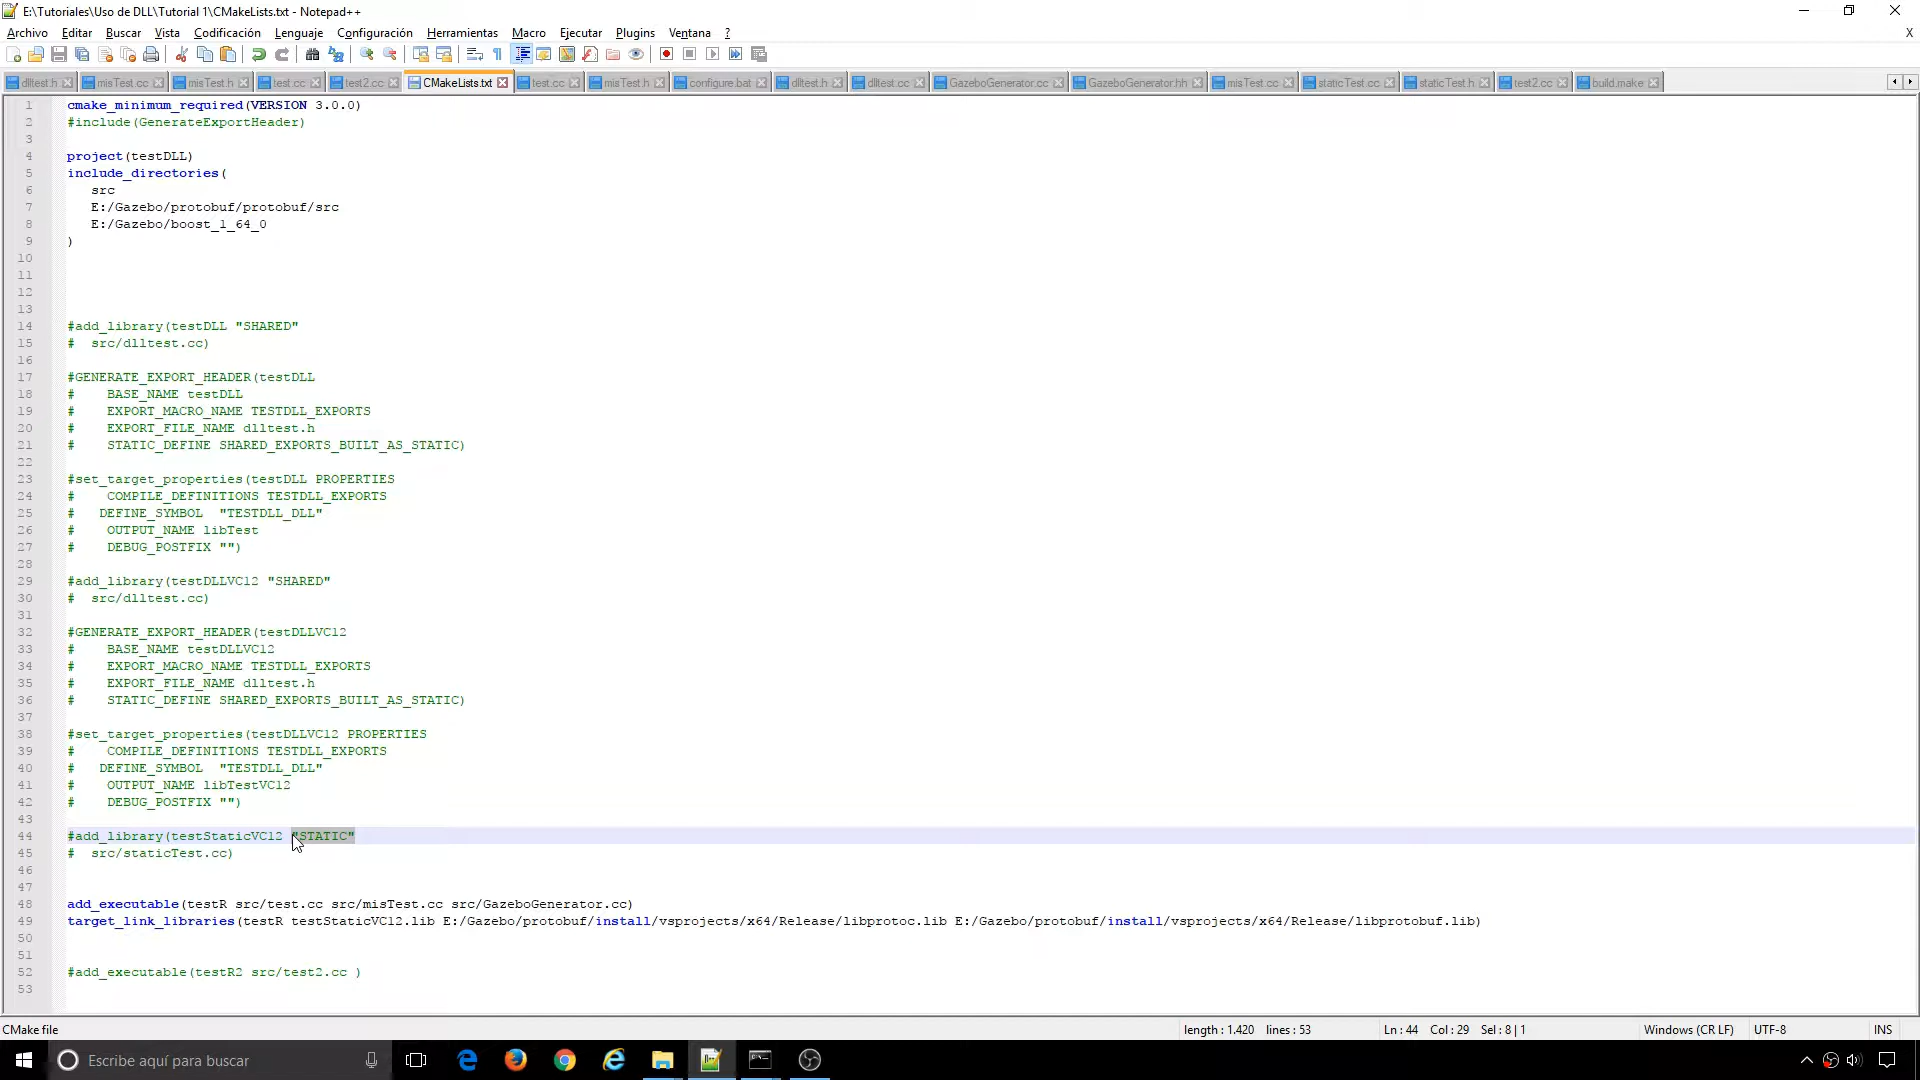 E:\Tutoriales\Uso de DLL\Tutorial 1\CMakeLists.txt - Notepad++
Archivo Editar Buscar Vista Codificación Lenguaje Configuración Herramientas Macro Ejecutar Plugins Ventana ? X
dlltest.h misTest.cc misTest.h test.cc test2.cc CMakeLists.txt test.cc misTest.h configure.bat dlltest.h dlltest.cc GazeboGenerator.cc GazeboGenerator.hh misTest.cc staticTest.cc staticTest.h test2.cc build.make
1 cmake_minimum_required(VERSION 3.0.0)
2 #include(GenerateExportHeader)
3
4 project(testDLL)
5 include_directories(
6 src
7 E:/Gazebo/protobuf/protobuf/src
8 E:/Gazebo/boost_1_64_0
9 )
10
11
12
13
14 #add_library(testDLL "SHARED"
15 # src/dlltest.cc)
16
17 #GENERATE_EXPORT_HEADER(testDLL
18 # BASE_NAME testDLL
19 # EXPORT_MACRO_NAME TESTDLL_EXPORTS
20 # EXPORT_FILE_NAME dlltest.h
21 # STATIC_DEFINE SHARED_EXPORTS_BUILT_AS_STATIC)
22
23 #set_target_properties(testDLL PROPERTIES
24 # COMPILE_DEFINITIONS TESTDLL_EXPORTS
25 # DEFINE_SYMBOL "TESTDLL_DLL"
26 # OUTPUT_NAME libTest
27 # DEBUG_POSTFIX "")
28
29 #add_library(testDLLVC12 "SHARED"
30 # src/dlltest.cc)
31
32 #GENERATE_EXPORT_HEADER(testDLLVC12
33 # BASE_NAME testDLLVC12
34 # EXPORT_MACRO_NAME TESTDLL_EXPORTS
35 # EXPORT_FILE_NAME dlltest.h
36 # STATIC_DEFINE SHARED_EXPORTS_BUILT_AS_STATIC)
37
38 #set_target_properties(testDLLVC12 PROPERTIES
39 # COMPILE_DEFINITIONS TESTDLL_EXPORTS
40 # DEFINE_SYMBOL "TESTDLL_DLL"
41 # OUTPUT_NAME libTestVC12
42 # DEBUG_POSTFIX "")
43
44 #add_library(testStaticVC12 "STATIC"
45 # src/staticTest.cc)
46
47
48 add_executable(testR src/test.cc src/misTest.cc src/GazeboGenerator.cc)
49 target_link_libraries(testR testStaticVC12.lib E:/Gazebo/protobuf/install/vsprojects/x64/Release/libprotoc.lib E:/Gazebo/protobuf/install/vsprojects/x64/Release/libprotobuf.lib)
50
51
52 #add_executable(testR2 src/test2.cc )
53
CMake file length : 1.420 lines : 53 Ln : 44 Col : 29 Sel : 8 | 1 Windows (CR LF) UTF-8 INS
Escribe aquí para buscar